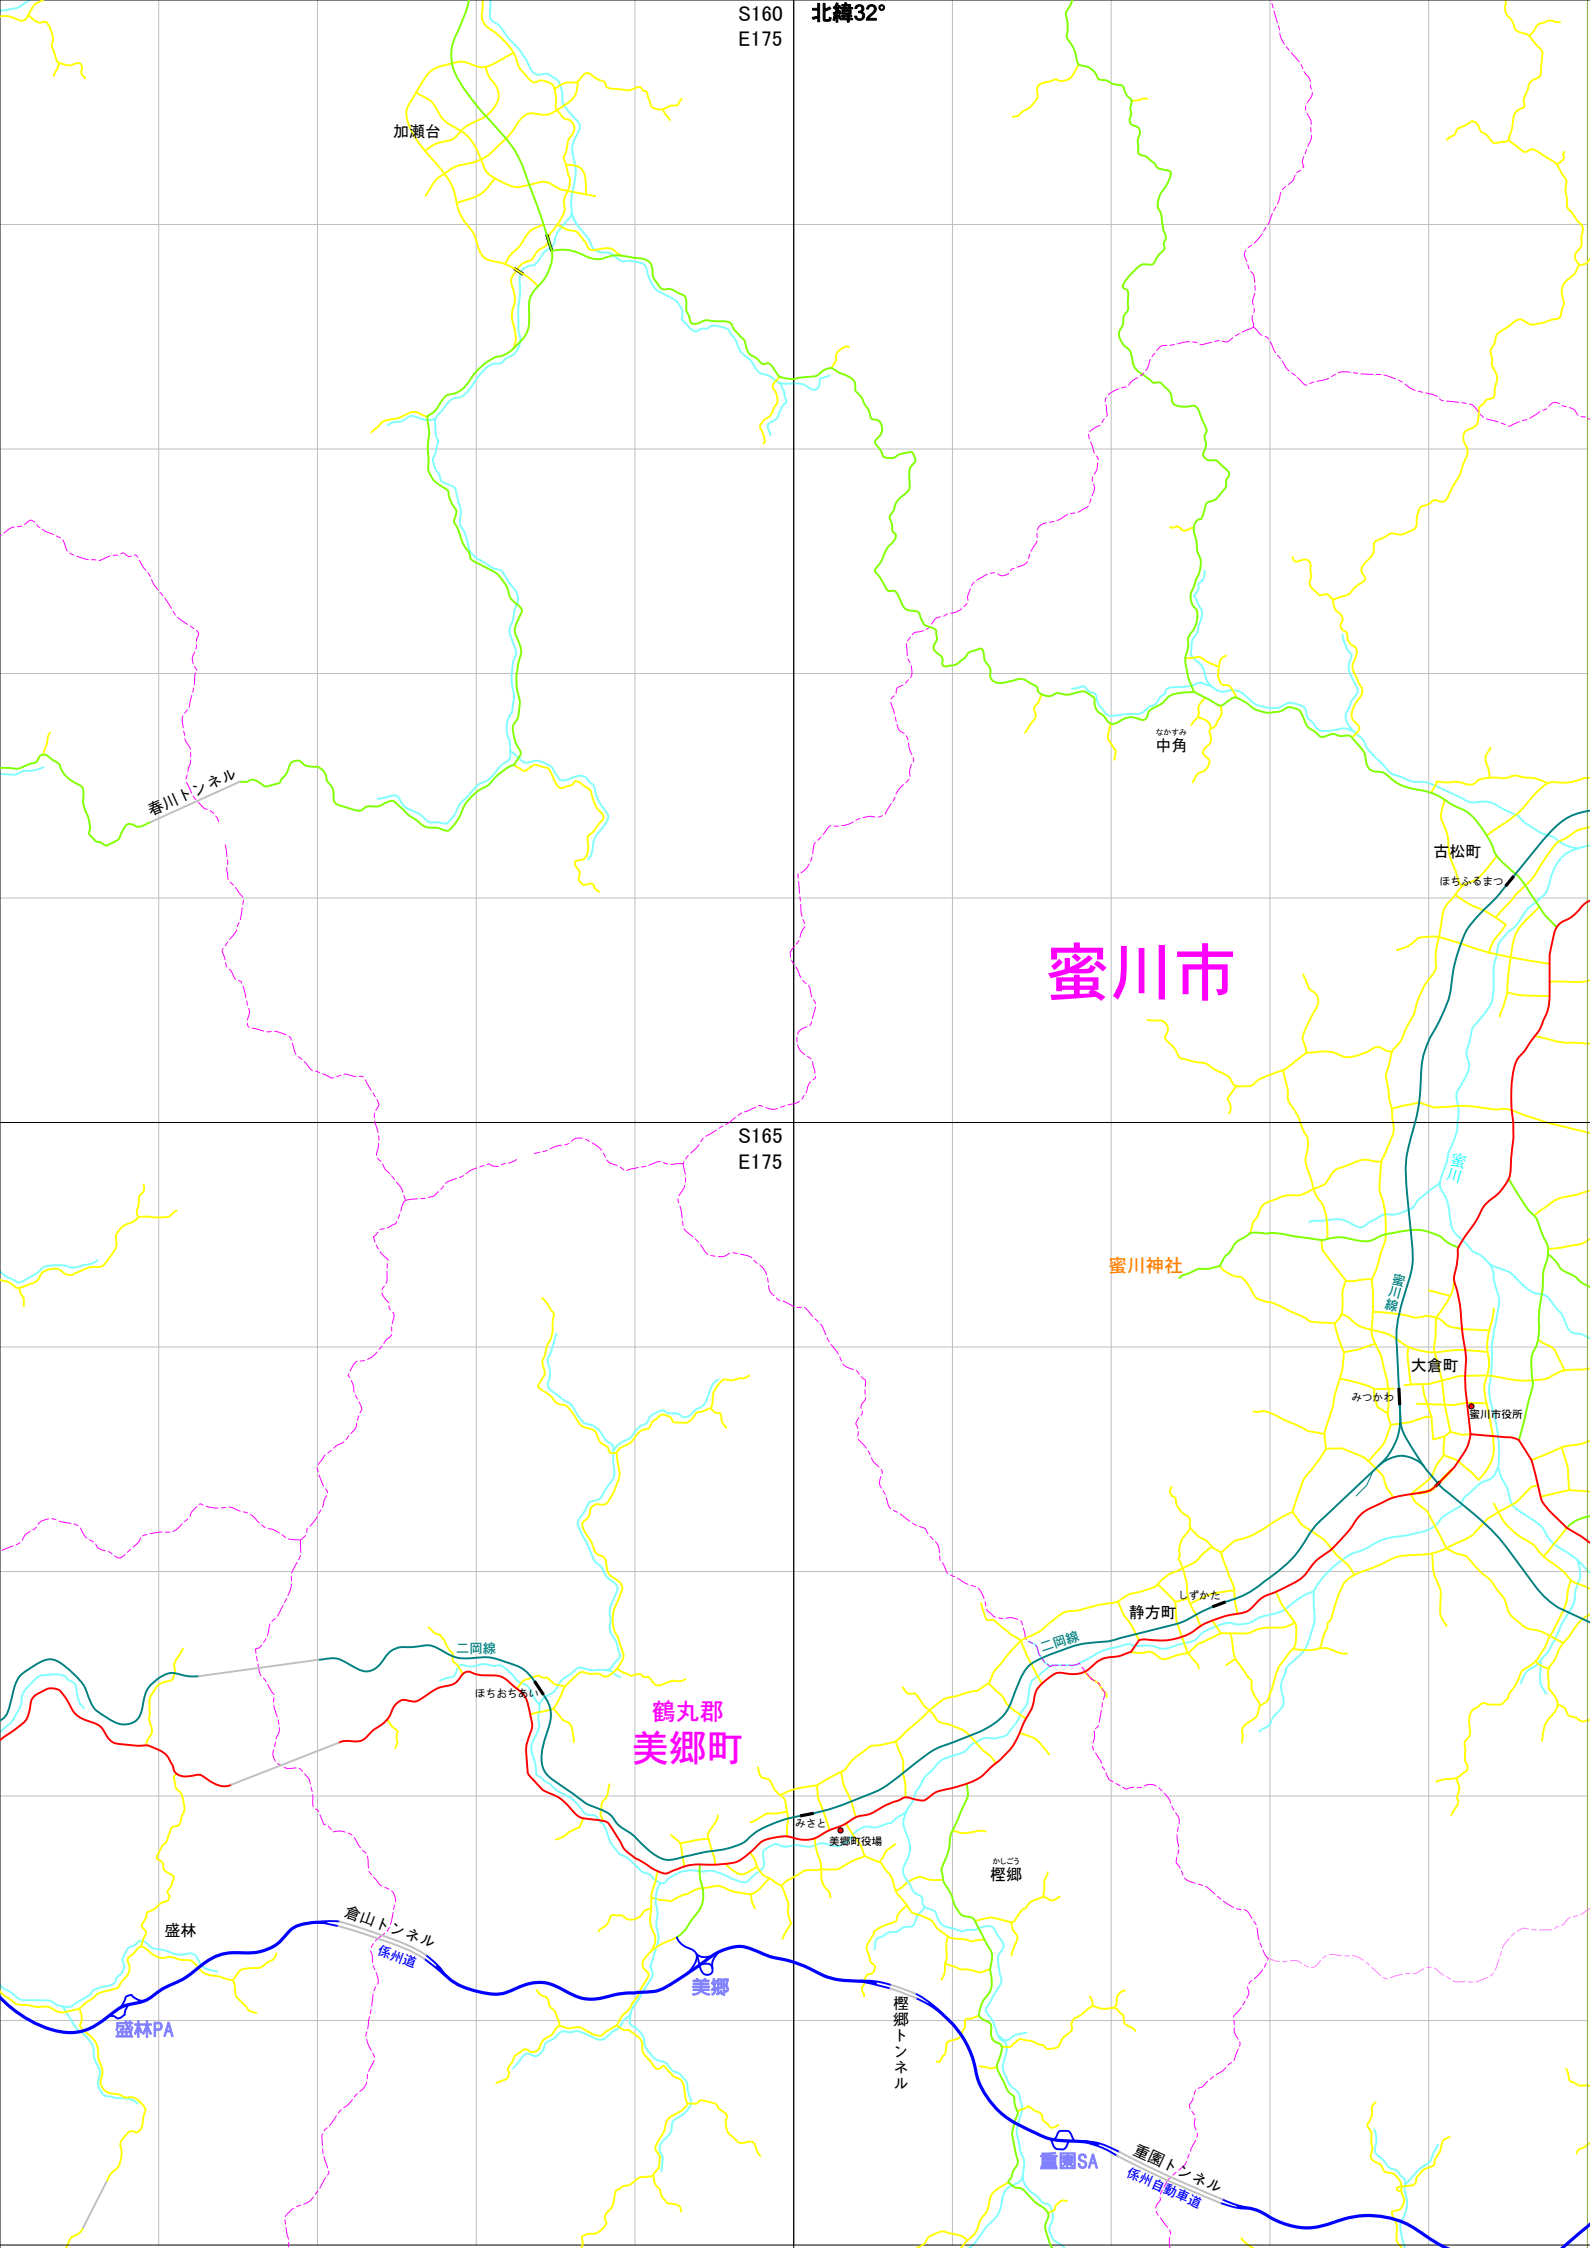 S160
E175
北緯32°
加瀬台
なかすみ
中角
春川トンネル
古松町
ほちふるまつ
蜜川市
S165
E175
蜜川
蜜川神社
蜜川線
大倉町
みつかわ
蜜川市役所
しずかた
静方町
二岡線
二岡線
ほちおちあい
鶴丸郡
美郷町
みさと
美郷町役場
かしごう
樫郷
盛林
倉山トンネル
係州道
美郷
盛林PA
樫郷トンネル
重園SA
重園トンネル
係州自動車道